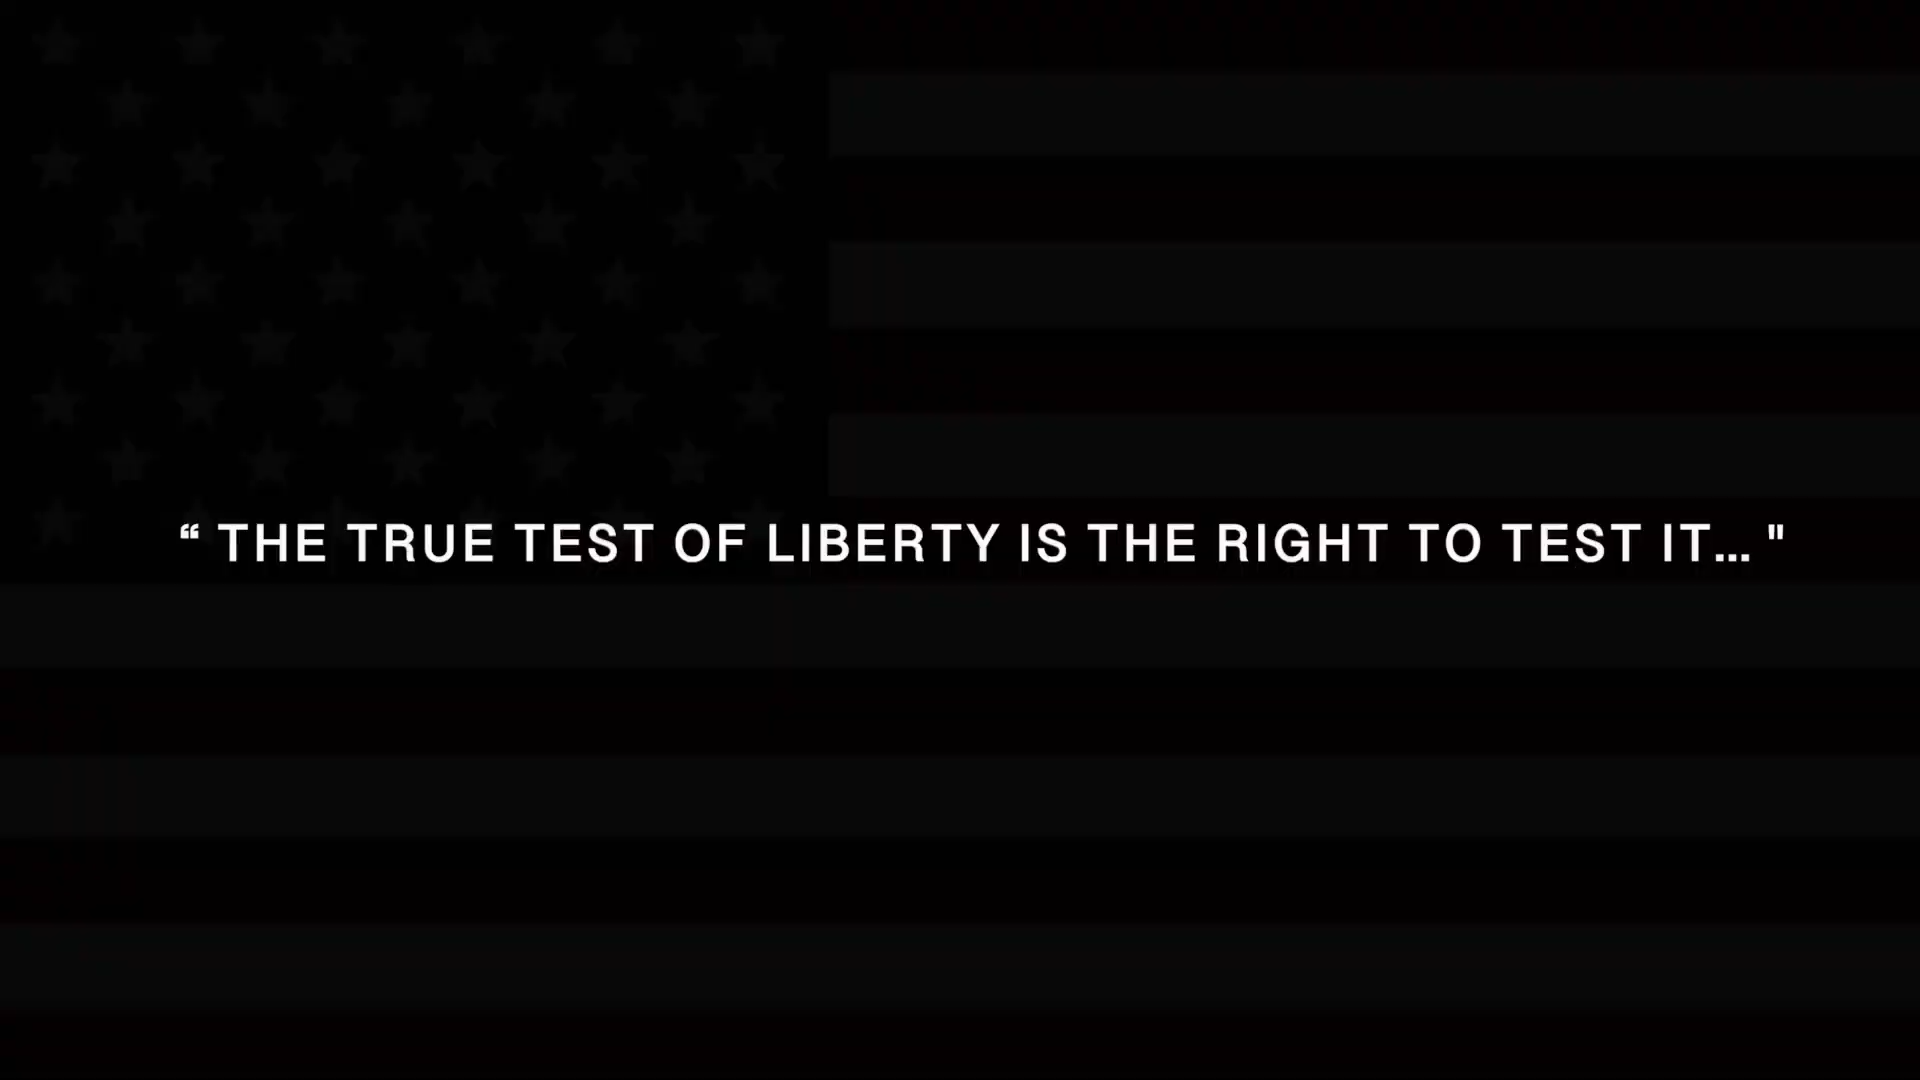 “ THE TRUE TEST OF LIBERTY IS THE RIGHT TO TEST IT... "